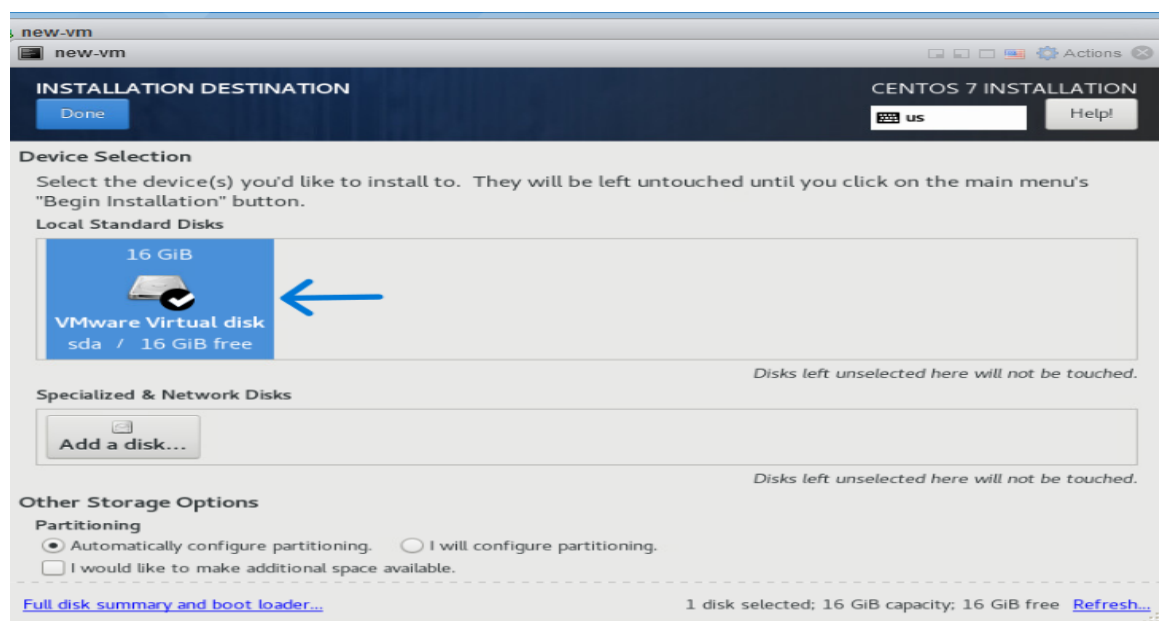 new-vm
new-vm
Actions
INSTALLATION DESTINATION
CENTOS 7 INSTALLATION
Done
us
Help!
Device Selection
Select the device(s) you'd like to install to. They will be left untouched until you click on the main menu's
"Begin Installation" button.
Local Standard Disks
16 GiB
VMware Virtual disk
sda / 16 GiB free
Disks left unselected here will not be touched.
Specialized & Network Disks
Add a disk...
Disks left unselected here will not be touched.
Other Storage Options
Partitioning
Automatically configure partitioning. I will configure partitioning.
I would like to make additional space available.
Full disk summary and boot loader... 1 disk selected; 16 GiB capacity; 16 GiB free Refresh...